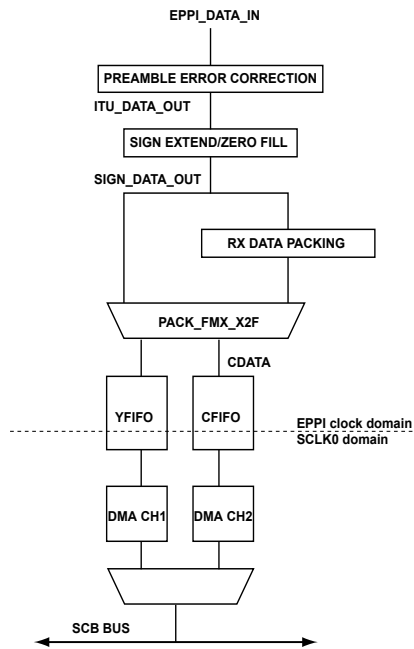 EPPI_DATA_IN
PREAMBLE ERROR CORRECTION
ITU_DATA_OUT
SIGN EXTEND/ZERO FILL
SIGN_DATA_OUT
RX DATA PACKING
PACK_FMX_X2F
CDATA
YFIFO
CFIFO
EPPI clock domain
SCLK0 domain
DMA CH1
DMA CH2
SCB BUS